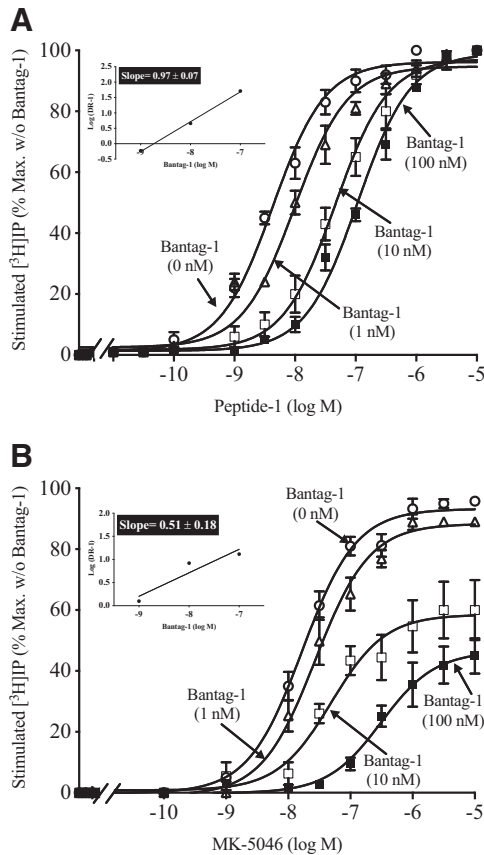 A
Stimulated [³H]IP (% Max. w/o Bantag-1)
100
80
60
40
20
0
-10 -9 -8 -7 -6 -5
Peptide-1 (log M)
Slope= 0.97 ± 0.07
Log (DR-1)
2.5
2.0
1.5
1.0
0.5
0.0
-0.5
-9 -8 -7
Bantag-1 (log M)
Bantag-1
(0 nM)
Bantag-1
(1 nM)
Bantag-1
(10 nM)
Bantag-1
(100 nM)
B
Stimulated [³H]IP (% Max. w/o Bantag-1)
100
80
60
40
20
0
-10 -9 -8 -7 -6 -5
MK-5046 (log M)
Slope= 0.51 ± 0.18
Log (DR-1)
2.0
1.5
1.0
0.5
0.0
-9 -8 -7
Bantag-1 (log M)
Bantag-1
(0 nM)
Bantag-1
(1 nM)
Bantag-1
(10 nM)
Bantag-1
(100 nM)